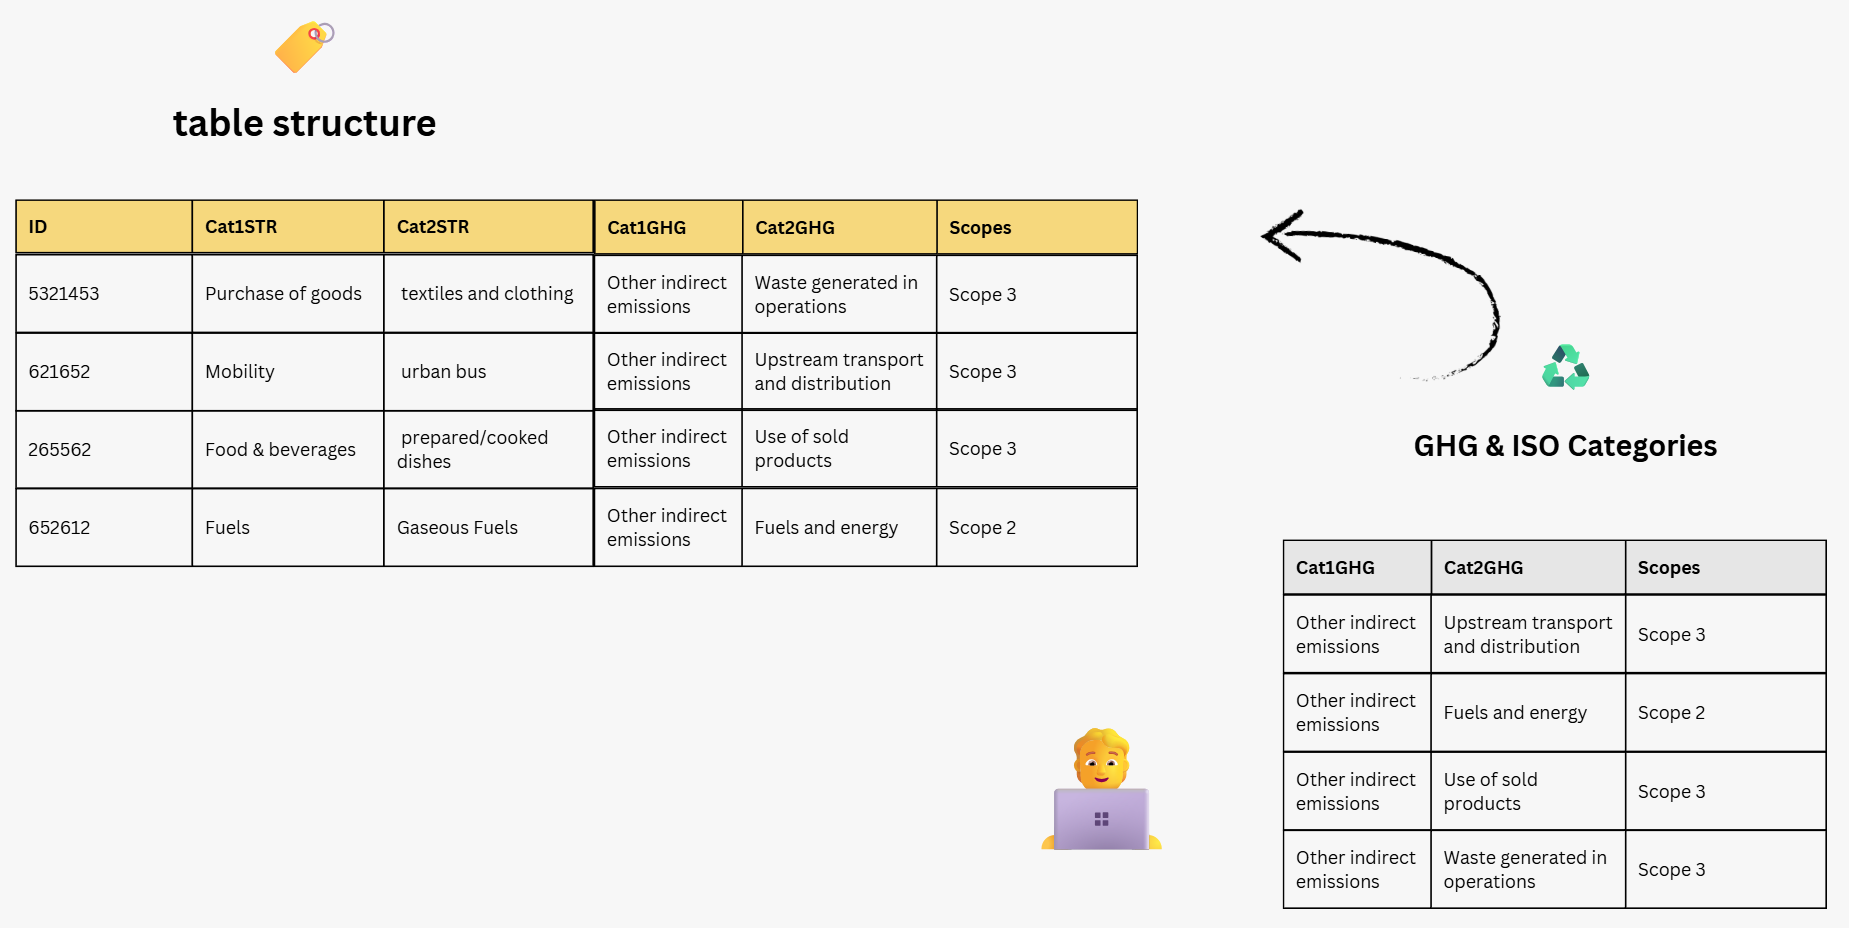 table structure
ID Cat1STR Cat2STR Cat1GHG Cat2GHG Scopes
5321453 Purchase of goods textiles and clothing Other indirect emissions Waste generated in operations Scope 3
621652 Mobility urban bus Other indirect emissions Upstream transport and distribution Scope 3
265562 Food & beverages prepared/cooked dishes Other indirect emissions Use of sold products Scope 3
652612 Fuels Gaseous Fuels Other indirect emissions Fuels and energy Scope 2
GHG & ISO Categories
Cat1GHG Cat2GHG Scopes
Other indirect emissions Upstream transport and distribution Scope 3
Other indirect emissions Fuels and energy Scope 2
Other indirect emissions Use of sold products Scope 3
Other indirect emissions Waste generated in operations Scope 3